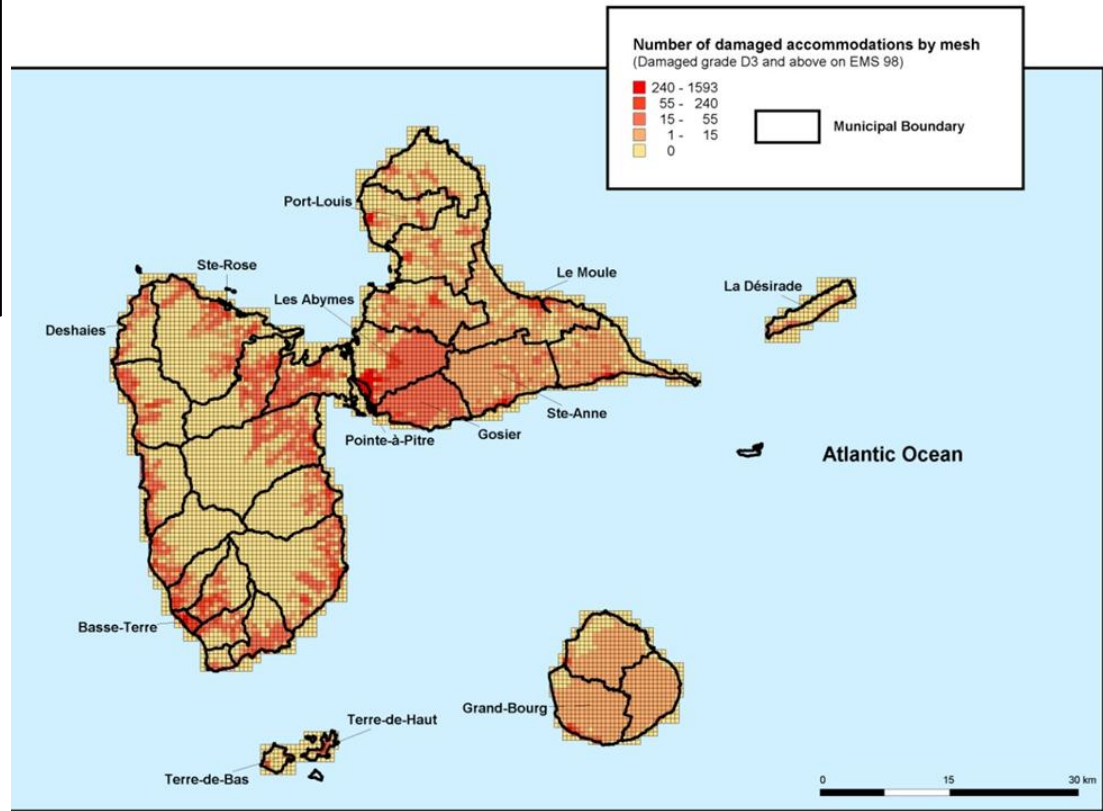 Number of damaged accommodations by mesh
(Damaged grade D3 and above on EMS 98)
240 - 1593
55 - 240
15 - 55
1 - 15
0
Municipal Boundary
Port-Louis
Ste-Rose
Le Moule
La Désirade
Les Abymes
Deshaies
Ste-Anne
Pointe-à-Pitre
Gosier
Atlantic Ocean
Basse-Terre
Grand-Bourg
Terre-de-Haut
Terre-de-Bas
0 15 30 km